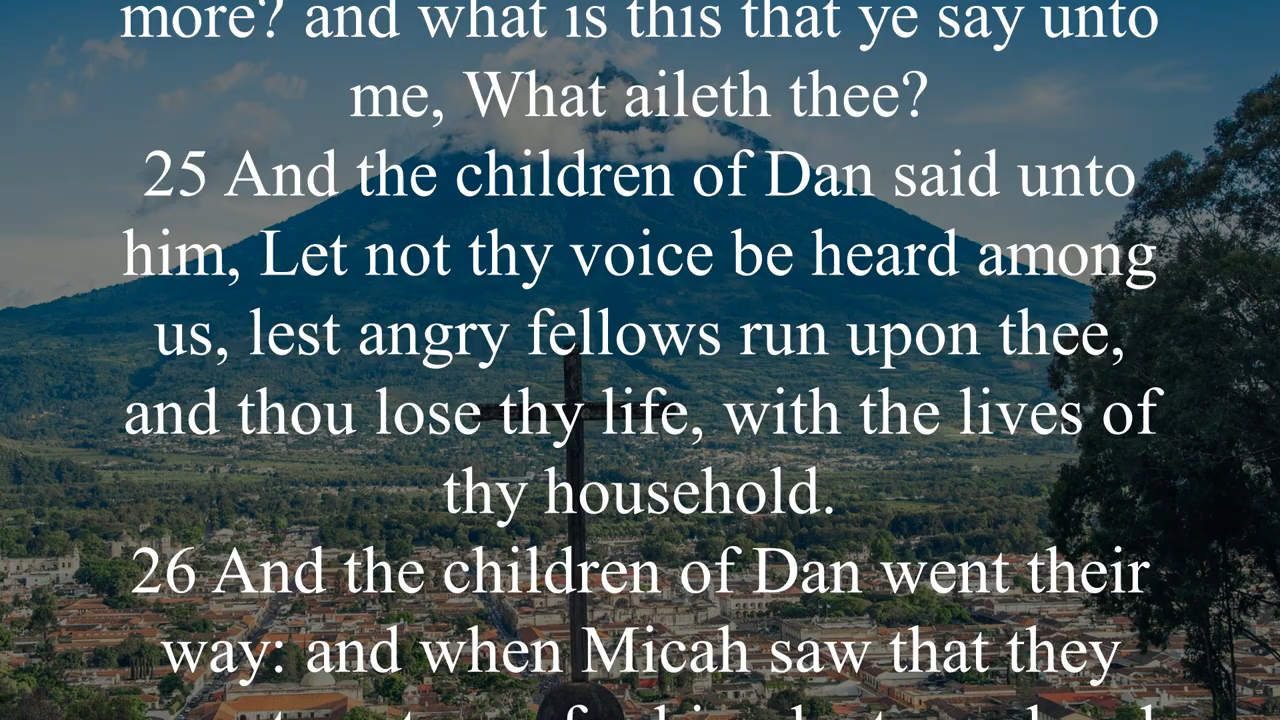 more? and what is this that ye say unto
me, What aileth thee?
25 And the children of Dan said unto
him, Let not thy voice be heard among
us, lest angry fellows run upon thee,
and thou lose thy life, with the lives of
thy household.
26 And the children of Dan went their
way: and when Micah saw that they